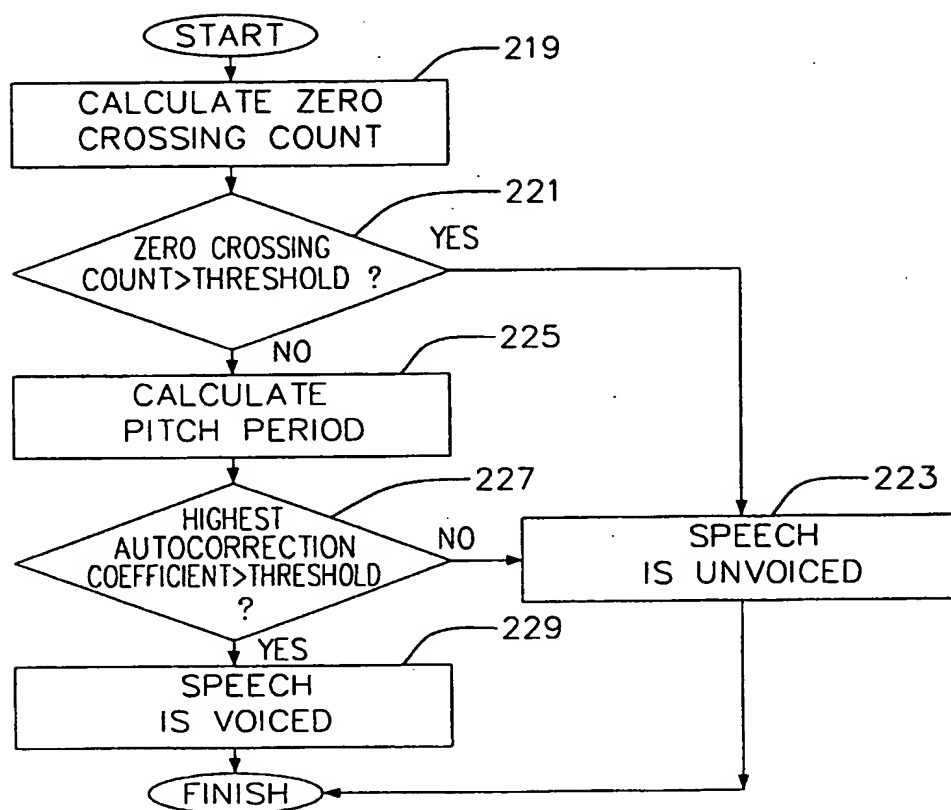 START
219
CALCULATE ZERO
CROSSING COUNT
221
ZERO CROSSING
COUNT>THRESHOLD ?
YES
NO
225
CALCULATE
PITCH PERIOD
227
HIGHEST
AUTOCORRECTION
COEFFICIENT>THRESHOLD
?
NO
223
SPEECH
IS UNVOICED
YES
229
SPEECH
IS VOICED
FINISH